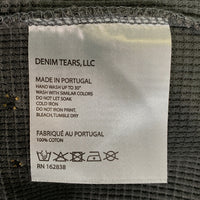 DENIM TEARS, LLC
MADE IN PORTUGAL
HAND WASH UP TO 30°
WASH WITH SIMILAR COLORS
DO NOT LET SOAK
COLD IRON
DO NOT IRON PRINT,
BLEACH, TUMBLE DRY
FABRIQUÉ AU PORTUGAL
100% COTON
RN 162838